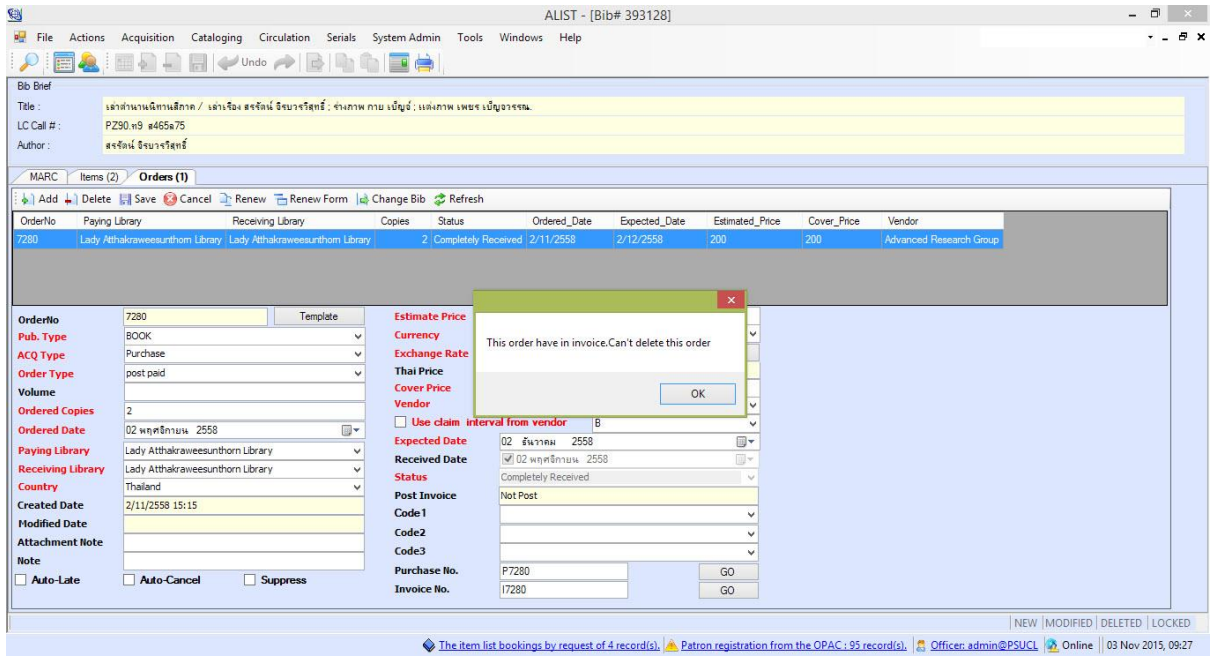 ALIST - [Bib# 393128]
File Actions Acquisition Cataloging Circulation Serials System Admin Tools Windows Help
Undo
Bib Brief
Title : เล่าตำนานนิทานสีกาด / เล่าเรื่อง สรรัตน์ จิรบวรวิสุทธิ์ ; ร่างภาพ กาย เบ็ญจ์ ; แต่งภาพ เพชร เบ็ญจวรรณ.
LC Call # : PZ90.ท9 ส465ล75
Author : สรรัตน์ จิรบวรวิสุทธิ์
MARC Items (2) Orders (1)
Add Delete Save Cancel Renew Renew Form Change Bib Refresh
OrderNo Paying Library Receiving Library Copies Status Ordered_Date Expected_Date Estimated_Price Cover_Price Vendor
7280 Lady Atthakraweesunthorn Library Lady Atthakraweesunthorn Library 2 Completely Received 2/11/2558 2/12/2558 200 200 Advanced Research Group
OrderNo 7280 Template Estimate Price
Pub. Type BOOK Currency
This order have in invoice.Can't delete this order
ACQ Type Purchase Exchange Rate
Order Type post paid Thai Price
Volume Cover Price
OK
Ordered Copies 2 Vendor
Use claim interval from vendor B
Ordered Date 02 พฤศจิกายน 2558 Expected Date 02 ธันวาคม 2558
Paying Library Lady Atthakraweesunthorn Library Received Date 02 พฤศจิกายน 2558
Receiving Library Lady Atthakraweesunthorn Library Status Completely Received
Country Thailand Post Invoice Not Post
Created Date 2/11/2558 15:15 Code1
Modified Date Code2
Attachment Note Code3
Note Purchase No. P7280 GO
Auto-Late Auto-Cancel Suppress Invoice No. I7280 GO
NEW MODIFIED DELETED LOCKED
The item list bookings by request of 4 record(s). Patron registration from the OPAC : 95 record(s). Officer: admin@PSUCL Online 03 Nov 2015, 09:27